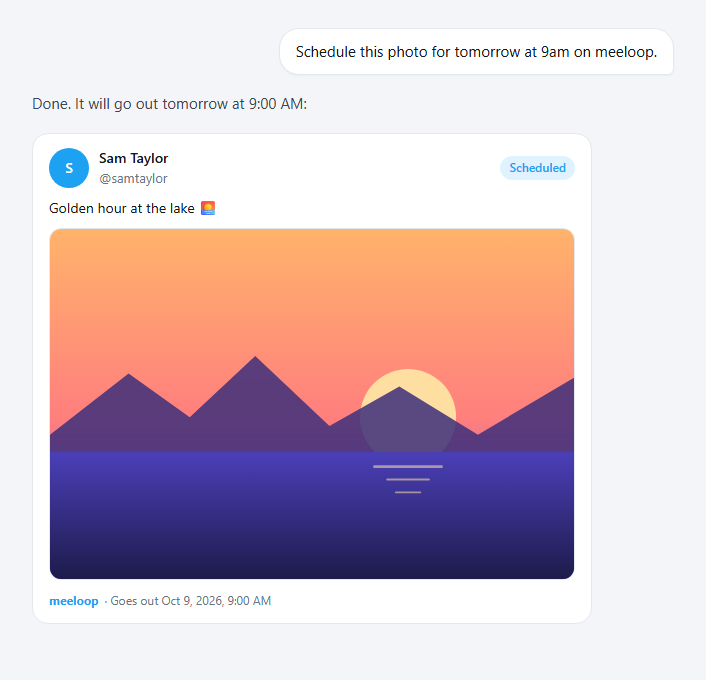 Schedule this photo for tomorrow at 9am on meeloop.
Done. It will go out tomorrow at 9:00 AM:
S
Sam Taylor
@samtaylor
Scheduled
Golden hour at the lake 🌅
meeloop · Goes out Oct 9, 2026, 9:00 AM